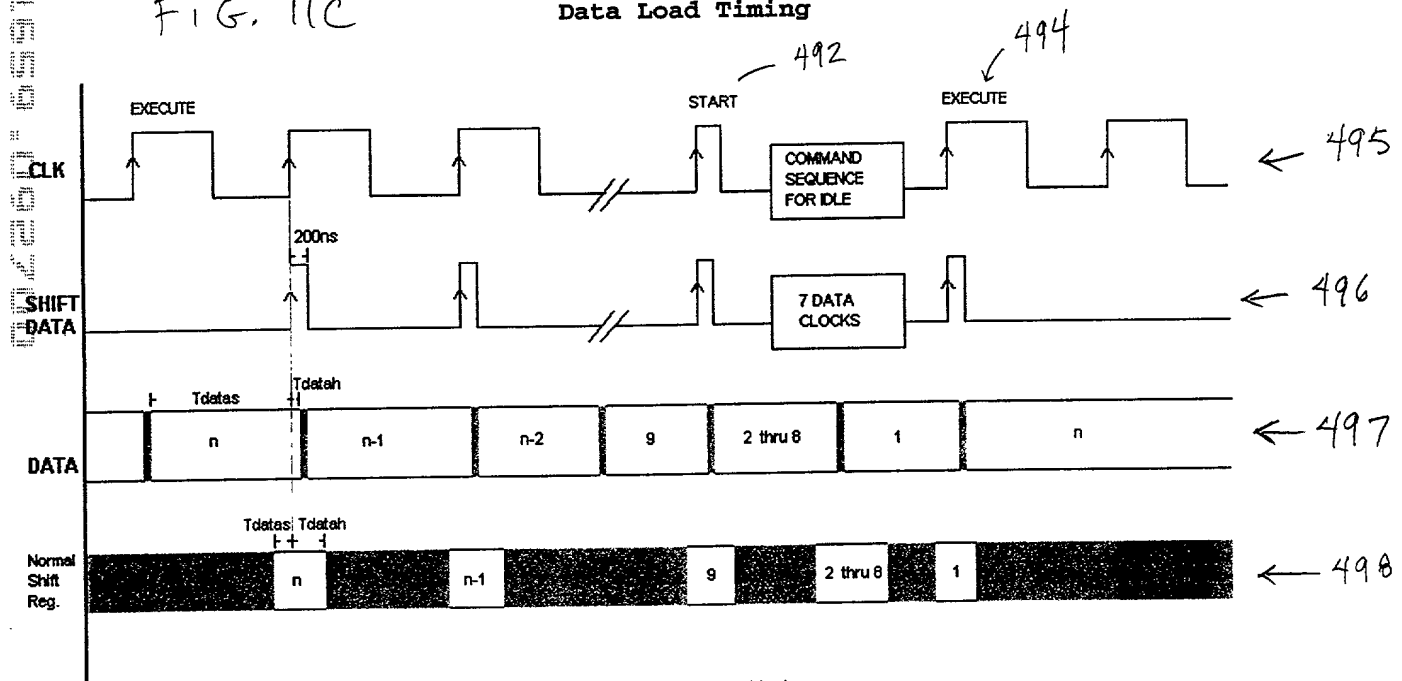 FIG. 11C
Data Load Timing
492
494
EXECUTE
START
EXECUTE
CLK
COMMAND
SEQUENCE
FOR IDLE
495
200ns
SHIFT
DATA
7 DATA
CLOCKS
496
Tdatas
Tdatah
DATA
n
n-1
n-2
9
2 thru 8
1
n
497
Tdatas
Tdatah
Normal
Shift
Reg.
n
n-1
9
2 thru 8
1
498